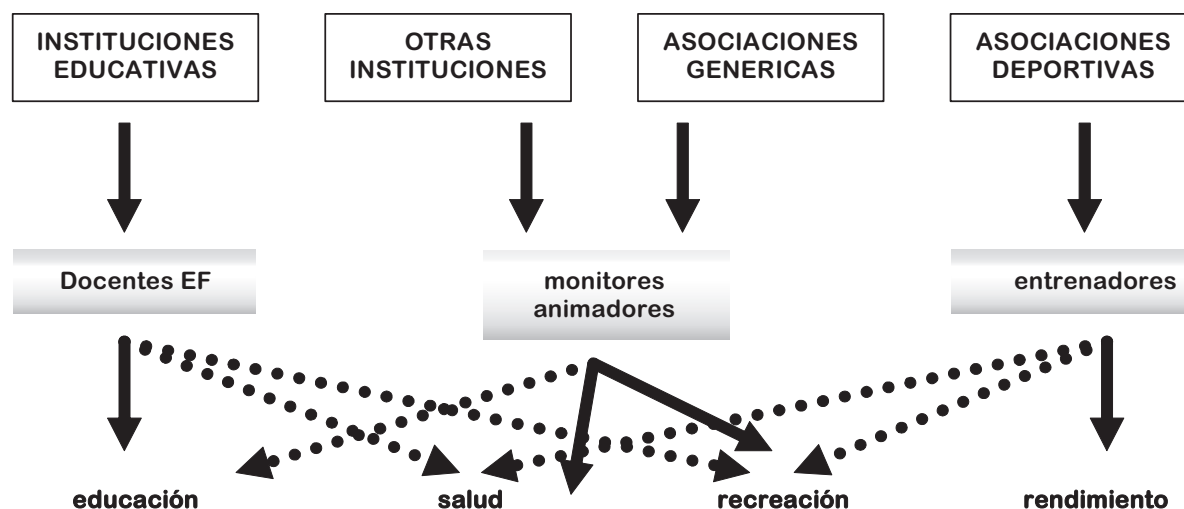 INSTITUCIONES
EDUCATIVAS
OTRAS
INSTITUCIONES
ASOCIACIONES
GENERICAS
ASOCIACIONES
DEPORTIVAS
Docentes EF
monitores
animadores
entrenadores
educación
salud
recreación
rendimiento